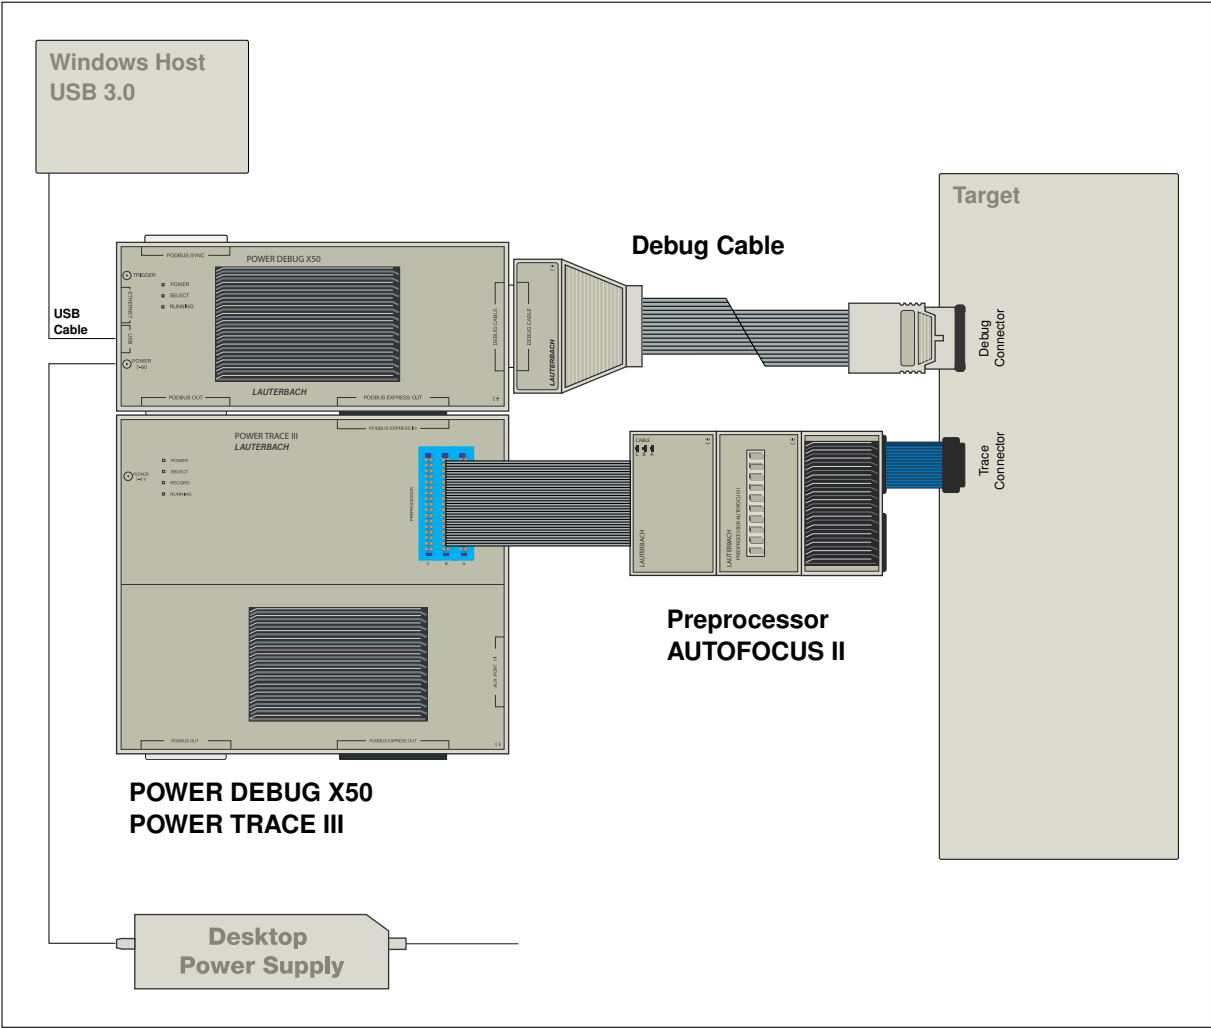 Windows Host
USB 3.0
Target
Debug Cable
PODBUS SYNC
POWER DEBUG X50
TRIGGER
POWER
SELECT
RUNNING
ETHERNET
USB
DEBUG CABLE
DEBUG CABLE
LAUTERBACH
USB
Cable
POWER
7-9V
LAUTERBACH
PODBUS OUT
PODBUS EXPRESS OUT
Debug
Connector
PODBUS EXPRESS IN
POWER TRACE III
LAUTERBACH
POWER
SELECT
RECORD
RUNNING
POWER
PREPROCESSOR
C B A
CABLE
C B A
LAUTERBACH
LAUTERBACH
PREPROCESSOR AUTOFOCUS II
Trace
Connector
Preprocessor
AUTOFOCUS II
AUX PORT
PODBUS OUT
PODBUS EXPRESS OUT
POWER DEBUG X50
POWER TRACE III
Desktop
Power Supply